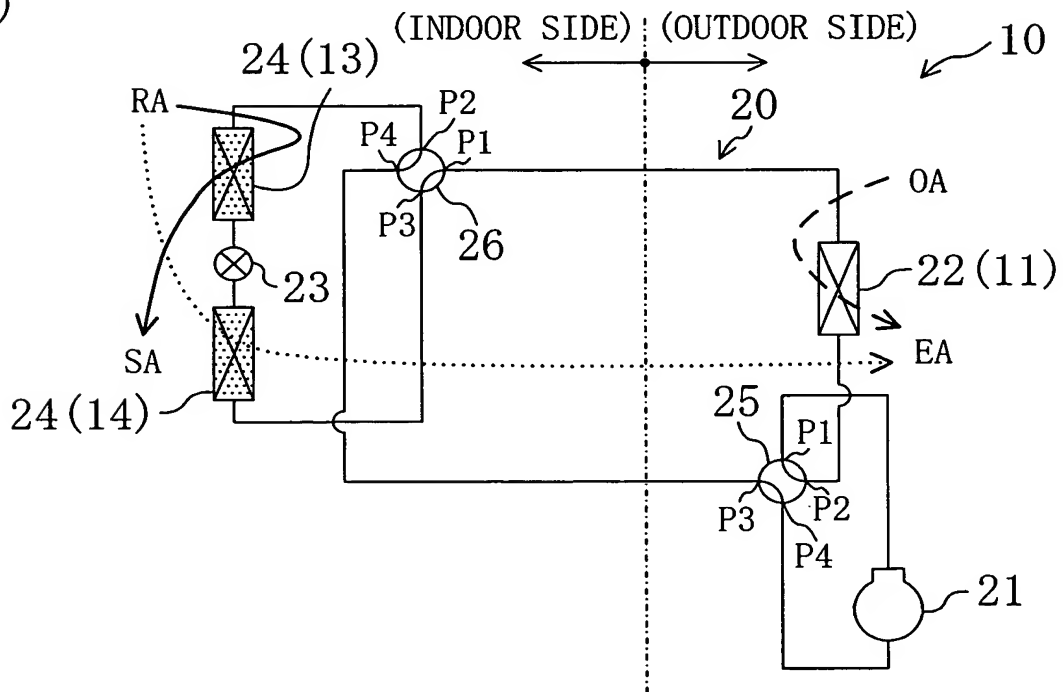 )
(INDOOR SIDE) (OUTDOOR SIDE)
10
24(13)
RA
P2
P4
P1
20
OA
P3
26
23
22(11)
SA
EA
24(14)
25
P1
P3
P2
P4
21